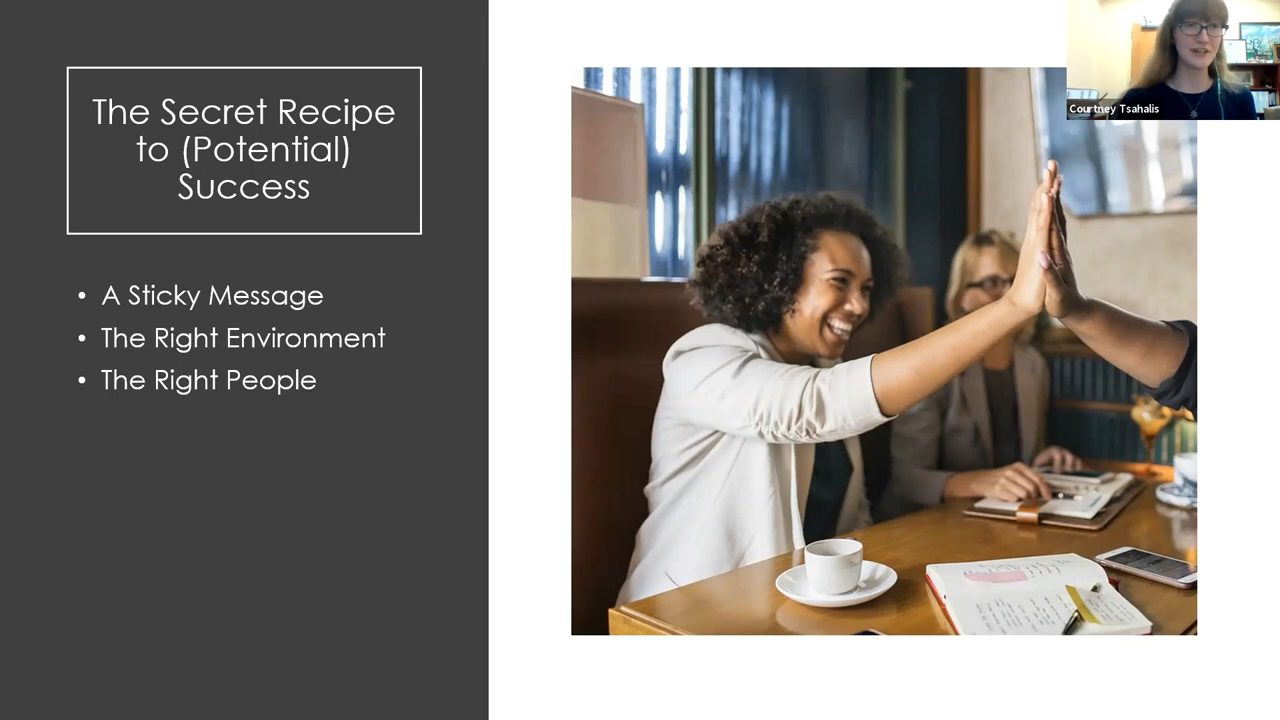 The Secret Recipe
to (Potential)
Success
• A Sticky Message
• The Right Environment
• The Right People
Courtney Tsahalis